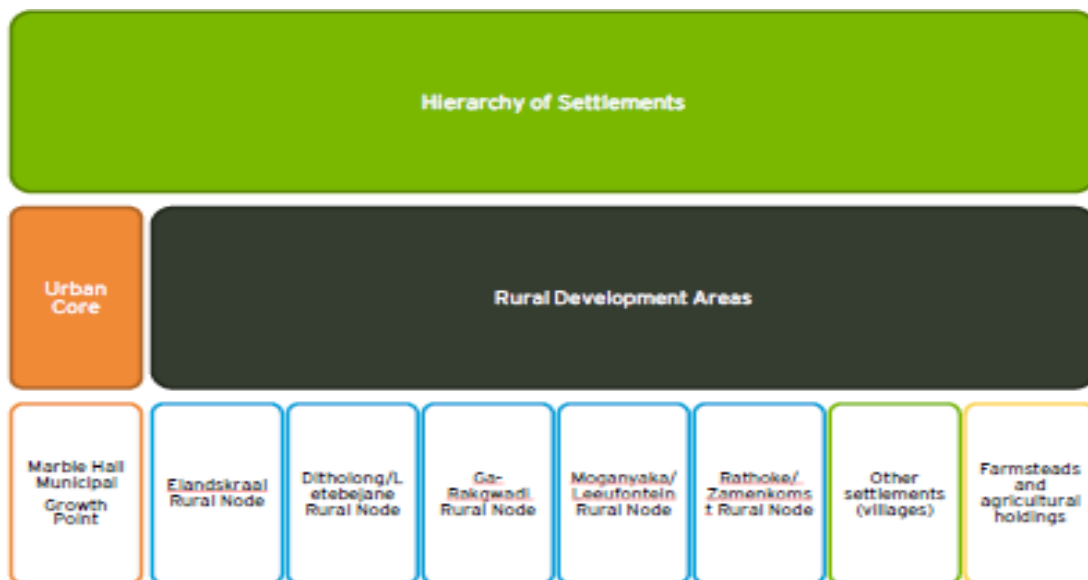 Hierarchy of Settlements
Urban
Core
Rural Development Areas
Marble Hall
Municipal
Growth
Point
Elandskraal
Rural Node
Ditholong/L
etebejane
Rural Node
Ga-
Rakgwadi
Rural Node
Moganyaka/
Leeufontein
Rural Node
Rathoke/
Zamenkoms
t Rural Node
Other
settlements
(villages)
Farmsteads
and
agricultural
holdings